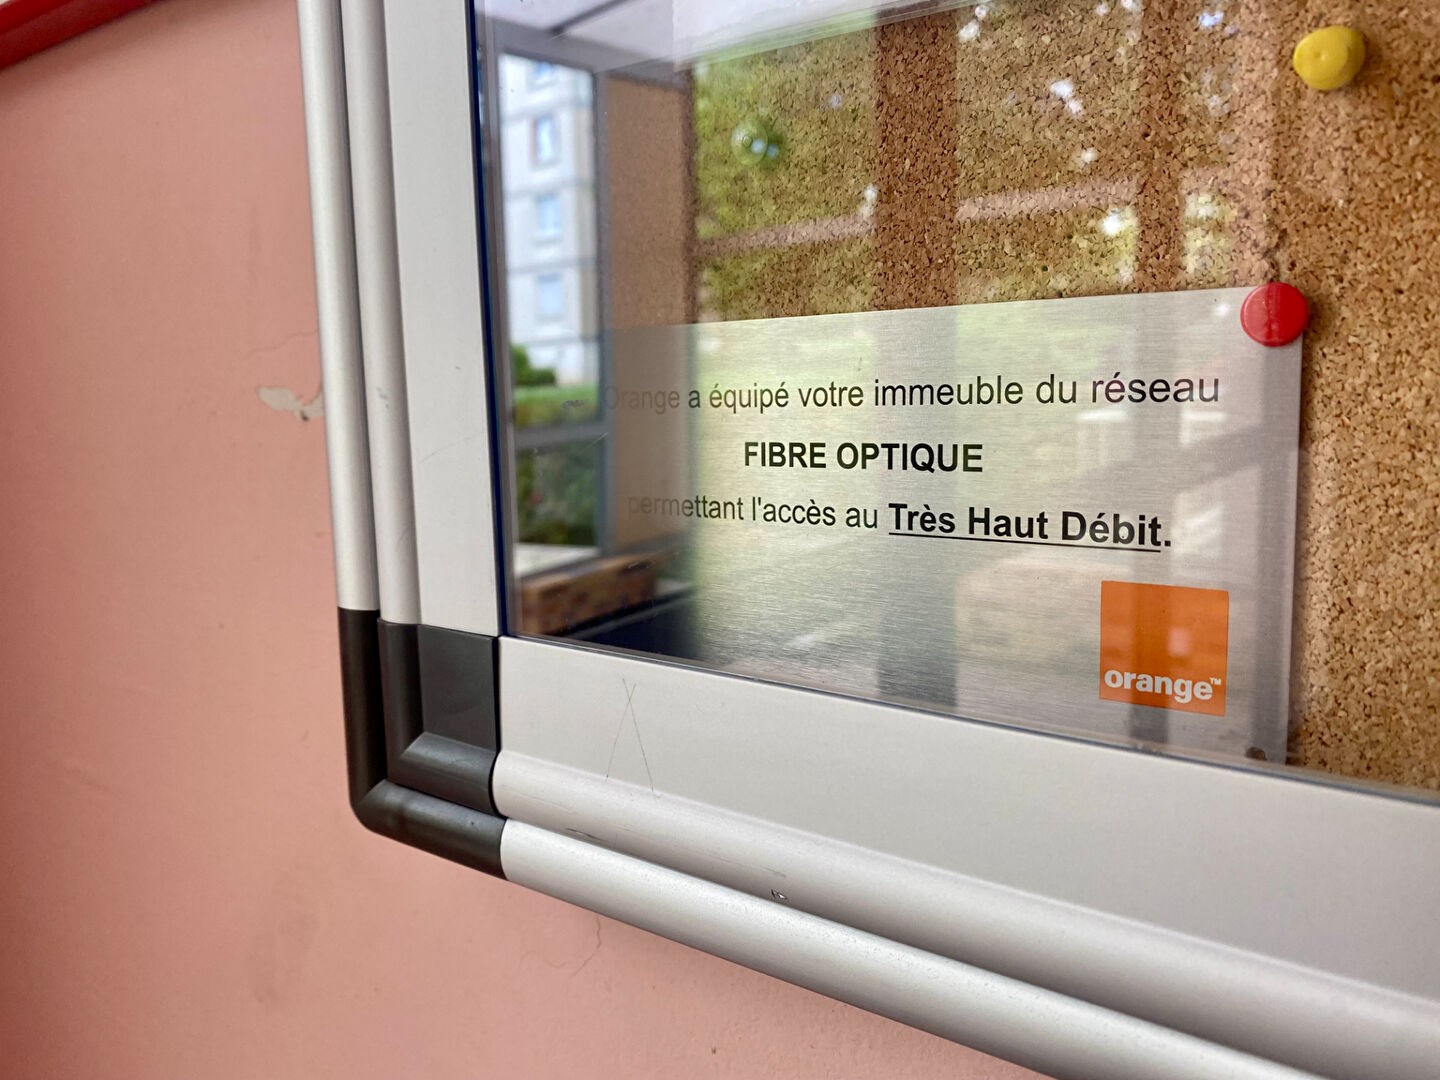 Orange a équipé votre immeuble du réseau
FIBRE OPTIQUE
permettant l'accès au Très Haut Débit.
orange™